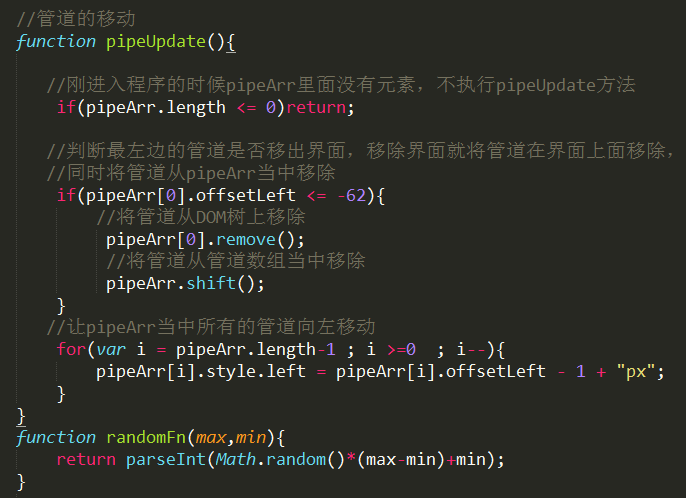 //管道的移动
function pipeUpdate(){
//刚进入程序的时候pipeArr里面没有元素，不执行pipeUpdate方法
if(pipeArr.length <= 0)return;
//判断最左边的管道是否移出界面，移除界面就将管道在界面上面移除，
//同时将管道从pipeArr当中移除
if(pipeArr[0].offsetLeft <= -62){
//将管道从DOM树上移除
pipeArr[0].remove();
//将管道从管道数组当中移除
pipeArr.shift();
}
//让pipeArr当中所有的管道向左移动
for(var i = pipeArr.length-1 ; i >=0  ; i--){
pipeArr[i].style.left = pipeArr[i].offsetLeft - 1 + "px";
}
}
function randomFn(max,min){
return parseInt(Math.random()*(max-min)+min);
}